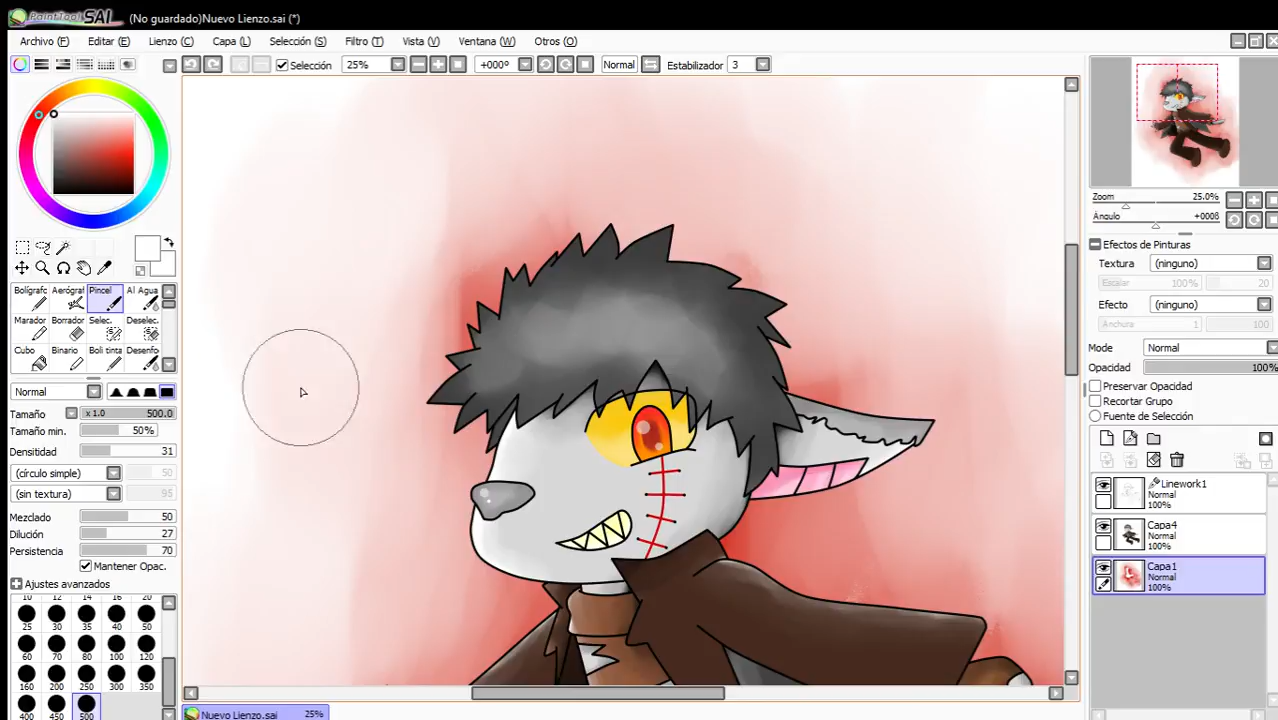 PaintTool SAI (No guardado)Nuevo Lienzo.sai (*)
Archivo (F) Editar (E) Lienzo (C) Capa (L) Selección (S) Filtro (T) Vista (V) Ventana (W) Otros (O)
Selección 25% +000º Normal Estabilizador 3
Zoom 25.0%
Ángulo +000º
Efectos de Pinturas
Textura (ninguno)
Escalar 100% 20
Efecto (ninguno)
Anchura 1 100
Modo Normal
Opacidad 100%
Preservar Opacidad
Recortar Grupo
Fuente de Selección
Linework1
Normal
100%
Capa4
Normal
100%
Capa1
Normal
100%
Bolígrafc Aerógraf Pincel Al Agua
Marador Borrador Selec. Deselec.
Cubo Binario Boli tinta Desenfo
Normal
Tamaño x 1.0 500.0
Tamaño min. 50%
Densitidad 31
(círculo simple) 50
(sin textura) 95
Mezclado 50
Dilución 27
Persistencia 70
Mantener Opac.
Ajustes avanzados
10 12 14 16 20
25 30 35 40 50
60 70 80 100 120
160 200 250 300 350
400 450 500
Nuevo Lienzo.sai 25%